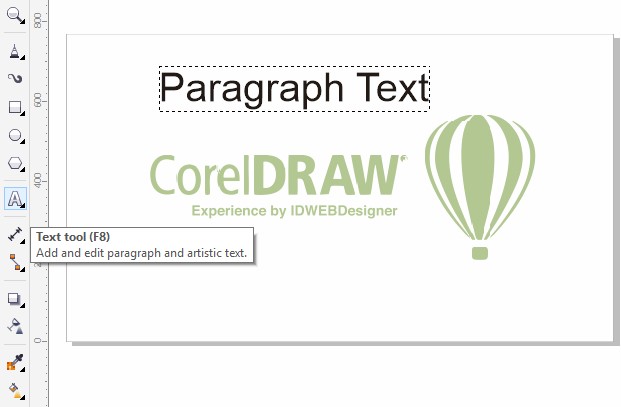 800
600
400
0
Paragraph Text
CorelDRAW®
Experience by IDWEBDesigner
A
Text tool (F8)
Add and edit paragraph and artistic text.